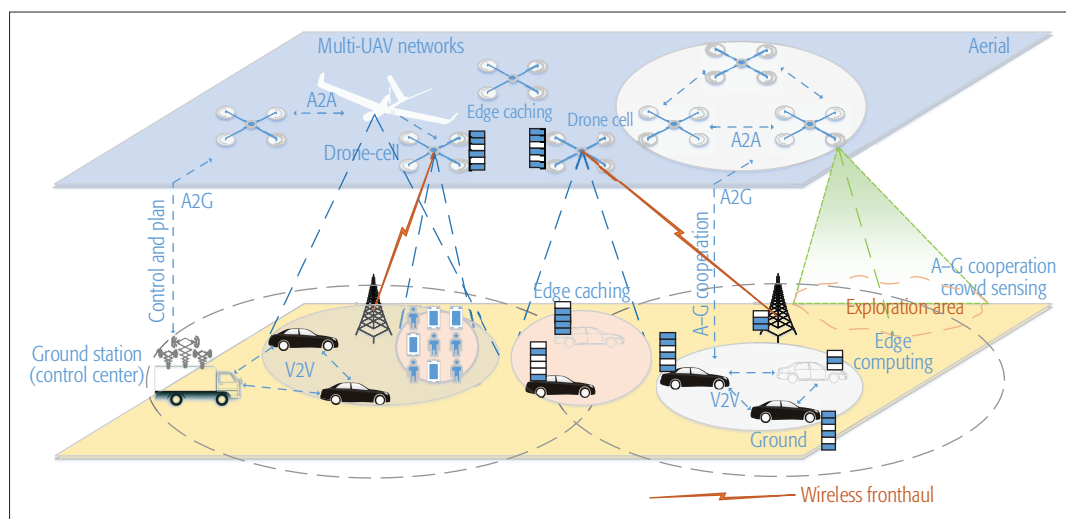 Multi-UAV networks
Aerial
A2A
Edge caching
Drone cell
Drone-cell
A2A
A2G
A2G
Control and plan
A–G cooperation
A–G cooperation
crowd sensing
Edge caching
Exploration area
Edge
computing
Ground station
(control center)
V2V
V2V
Ground
Wireless fronthaul